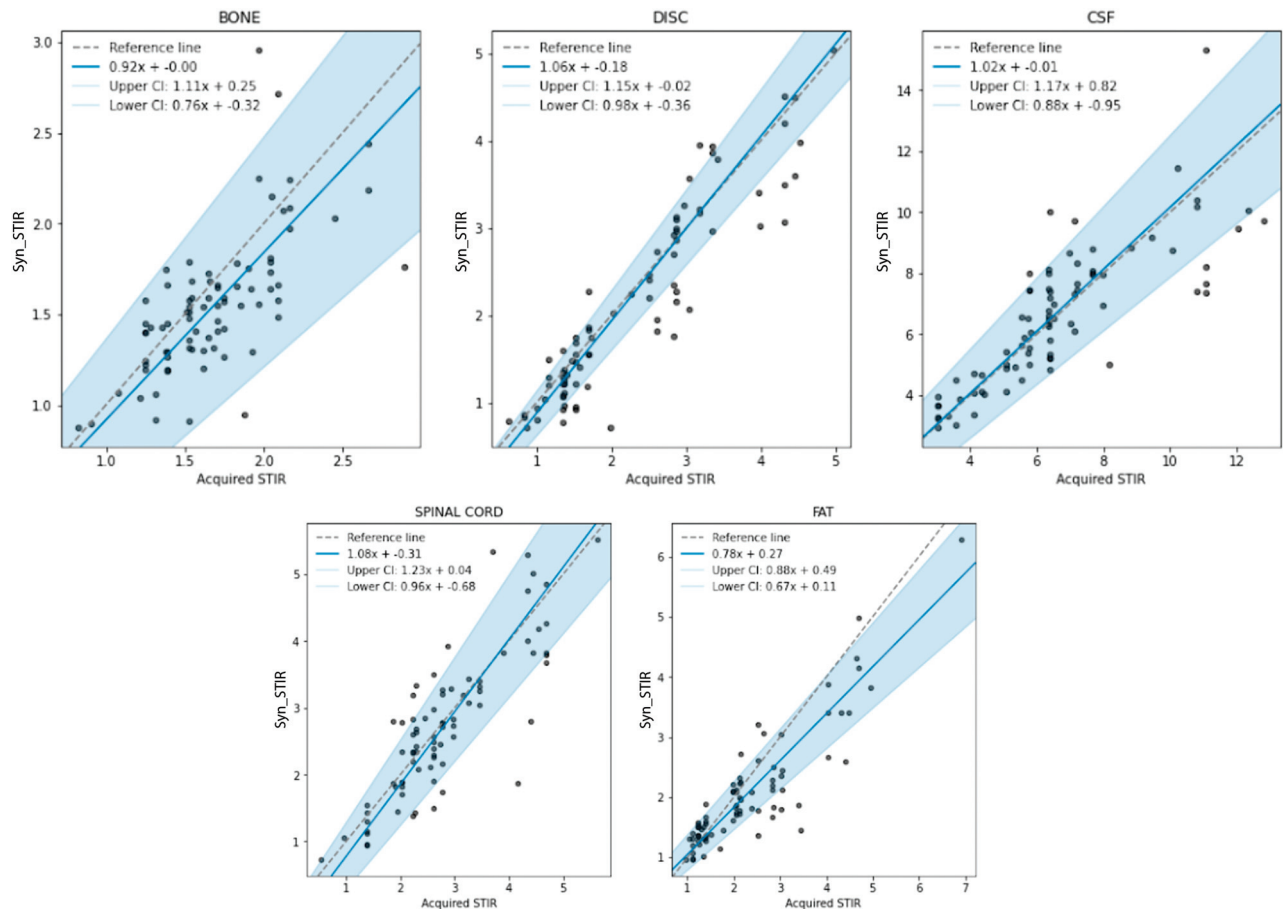 BONE
Reference line
0.92x + -0.00
Upper CI: 1.11x + 0.25
Lower CI: 0.76x + -0.32
3.0
2.5
2.0
1.5
1.0
Syn_STIR
1.0 1.5 2.0 2.5
Acquired STIR
DISC
Reference line
1.06x + -0.18
Upper CI: 1.15x + -0.02
Lower CI: 0.98x + -0.36
5
4
3
2
1
Syn_STIR
1 2 3 4 5
Acquired STIR
CSF
Reference line
1.02x + -0.01
Upper CI: 1.17x + 0.82
Lower CI: 0.88x + -0.95
14
12
10
8
6
4
Syn_STIR
4 6 8 10 12
Acquired STIR
SPINAL CORD
Reference line
1.08x + -0.31
Upper CI: 1.23x + 0.04
Lower CI: 0.96x + -0.68
5
4
3
2
1
Syn_STIR
1 2 3 4 5
Acquired STIR
FAT
Reference line
0.78x + 0.27
Upper CI: 0.88x + 0.49
Lower CI: 0.67x + 0.11
6
5
4
3
2
1
Syn_STIR
1 2 3 4 5 6 7
Acquired STIR